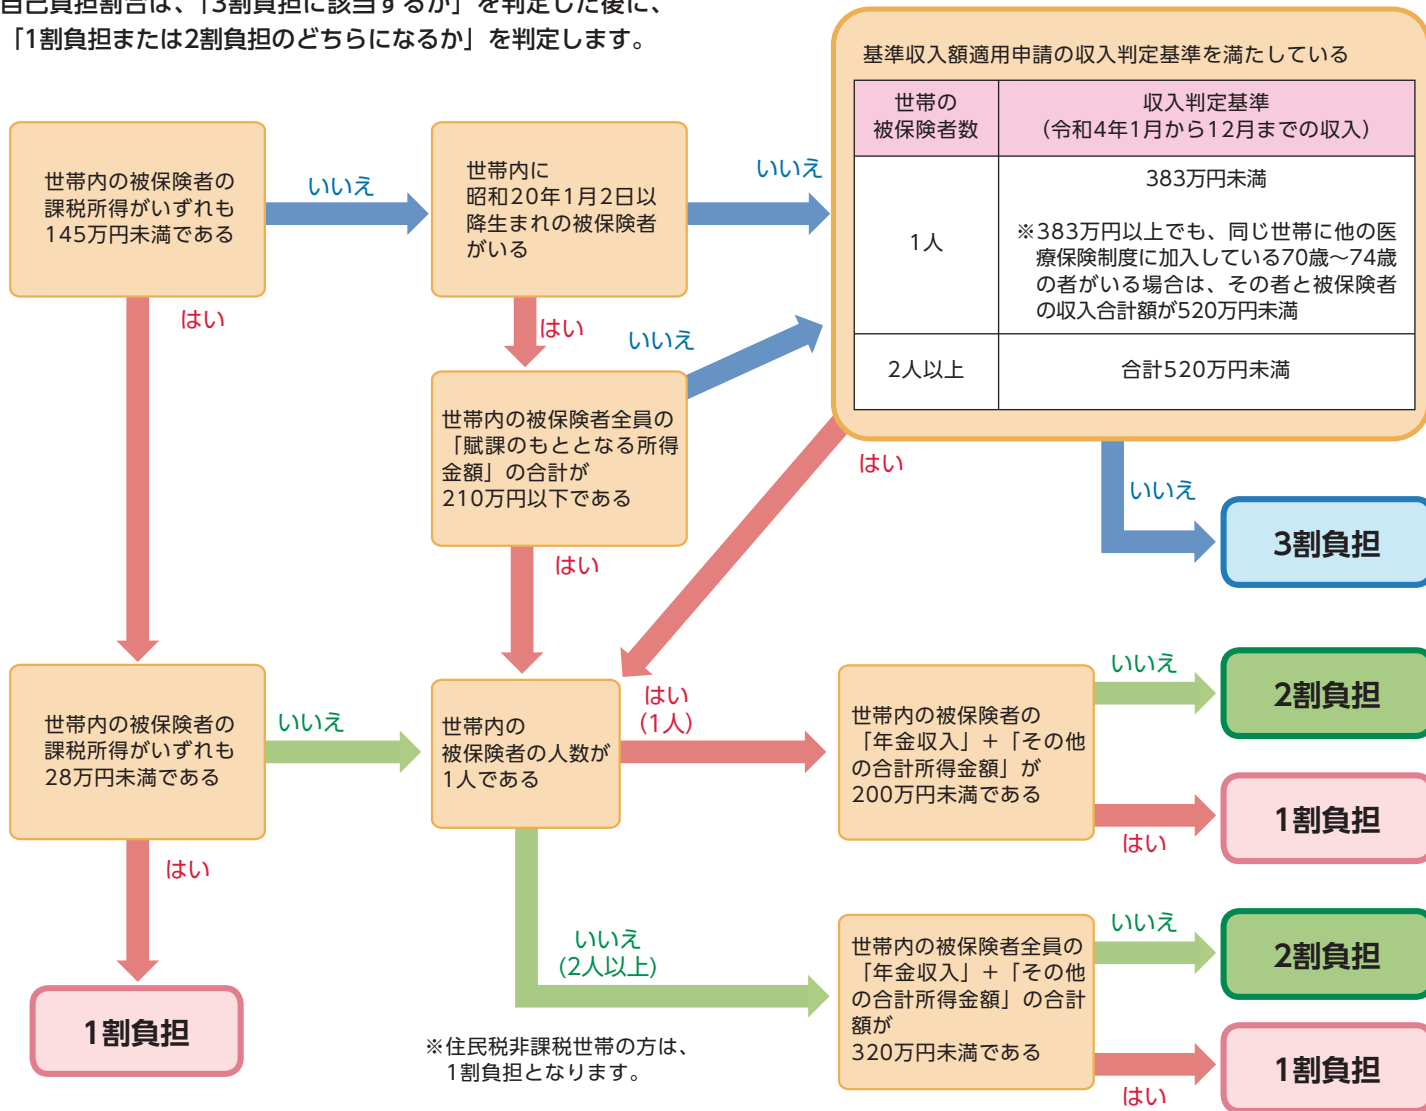 自己負担割合は、「3割負担に該当するか」を判定した後に、
「1割負担または2割負担のどちらになるか」を判定します。
基準収入額適用申請の収入判定基準を満たしている
世帯の
被保険者数
収入判定基準
（令和4年1月から12月までの収入）
1人
383万円未満
※383万円以上でも、同じ世帯に他の医
療保険制度に加入している70歳～74歳
の者がいる場合は、その者と被保険者
の収入合計額が520万円未満
2人以上
合計520万円未満
世帯内の被保険者の
課税所得がいずれも
145万円未満である
いいえ
世帯内に
昭和20年1月2日以
降生まれの被保険者
がいる
いいえ
はい
はい
いいえ
世帯内の被保険者全員の
「賦課のもととなる所得
金額」の合計が
210万円以下である
はい
はい
いいえ
3割負担
世帯内の被保険者の
課税所得がいずれも
28万円未満である
いいえ
世帯内の
被保険者の人数が
1人である
はい
(1人)
世帯内の被保険者の
「年金収入」＋「その他
の合計所得金額」が
200万円未満である
いいえ
2割負担
はい
1割負担
はい
1割負担
いいえ
(2人以上)
世帯内の被保険者全員の
「年金収入」＋「その他
の合計所得金額」の合計
額が
320万円未満である
いいえ
2割負担
はい
1割負担
※住民税非課税世帯の方は、
1割負担となります。